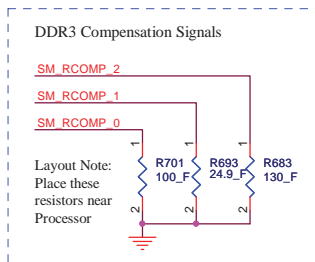 DDR3 Compensation Signals
SM_RCOMP_2
SM_RCOMP_1
SM_RCOMP_0
1 1 1
R701 R693 R683
100_F 24.9_F 130_F
2 2 2
Layout Note:
Place these
resistors near
Processor